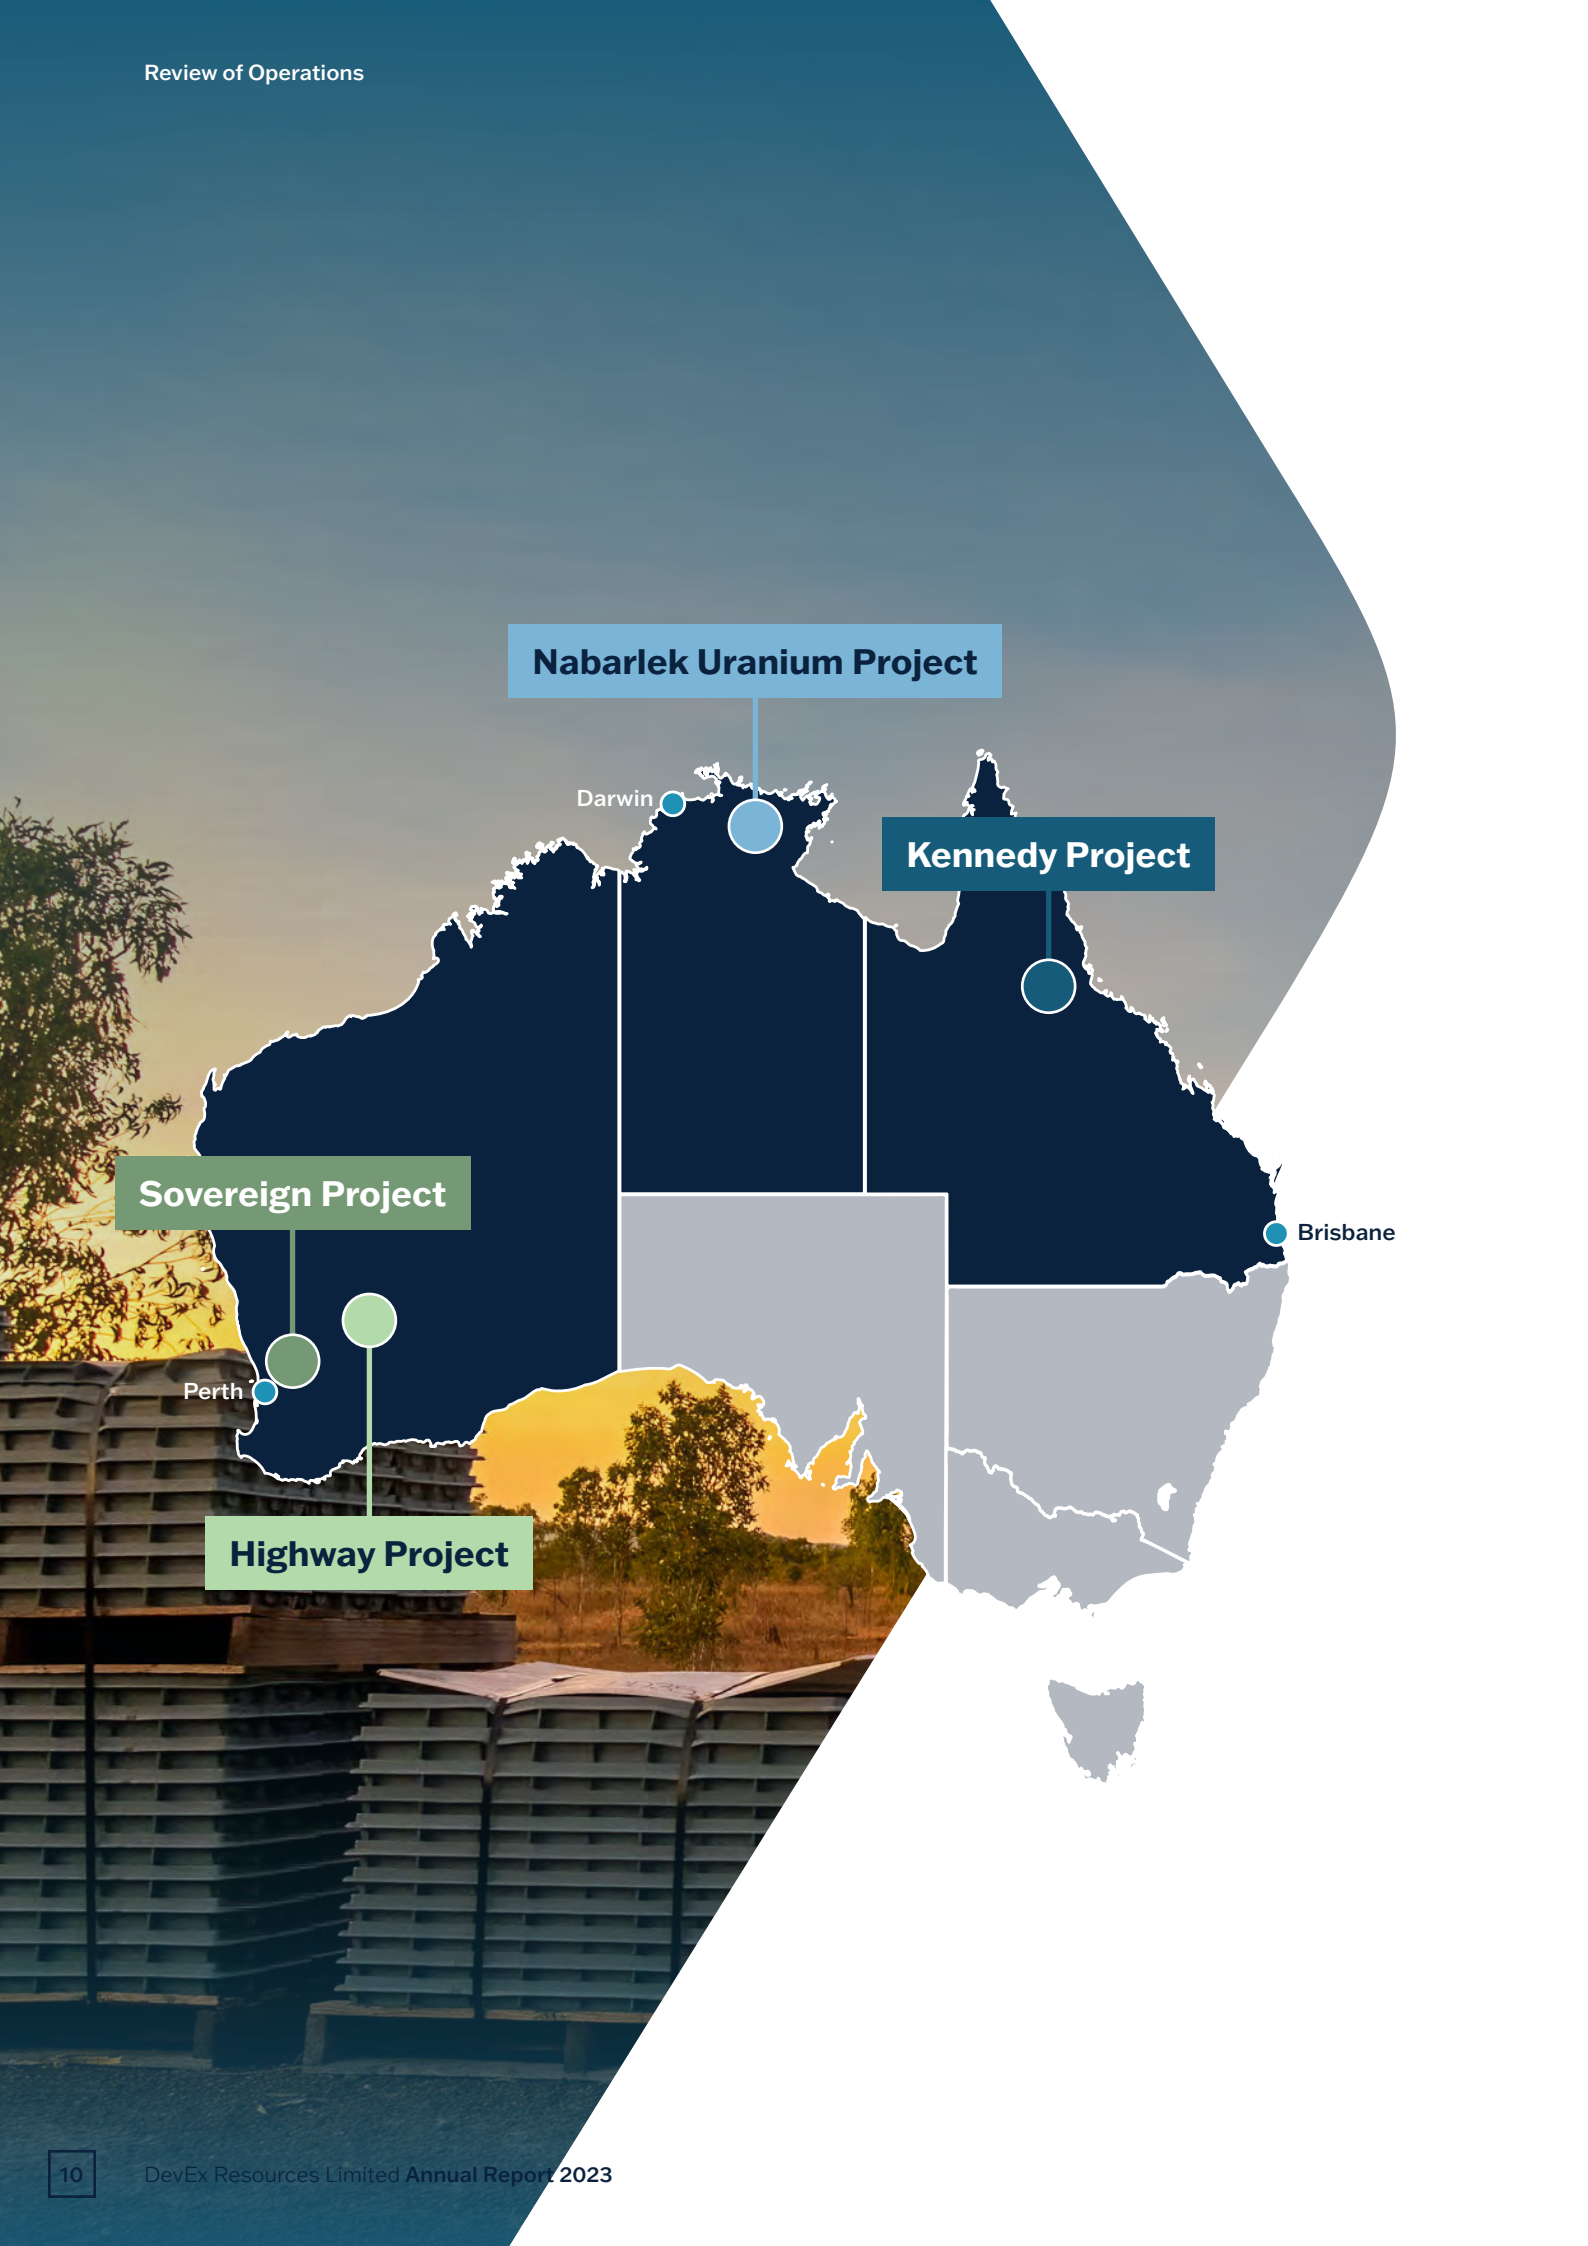 Review of Operations
Nabarlek Uranium Project
Darwin
Kennedy Project
Sovereign Project
Brisbane
Perth
Highway Project
10 DevEx Resources Limited Annual Report 2023